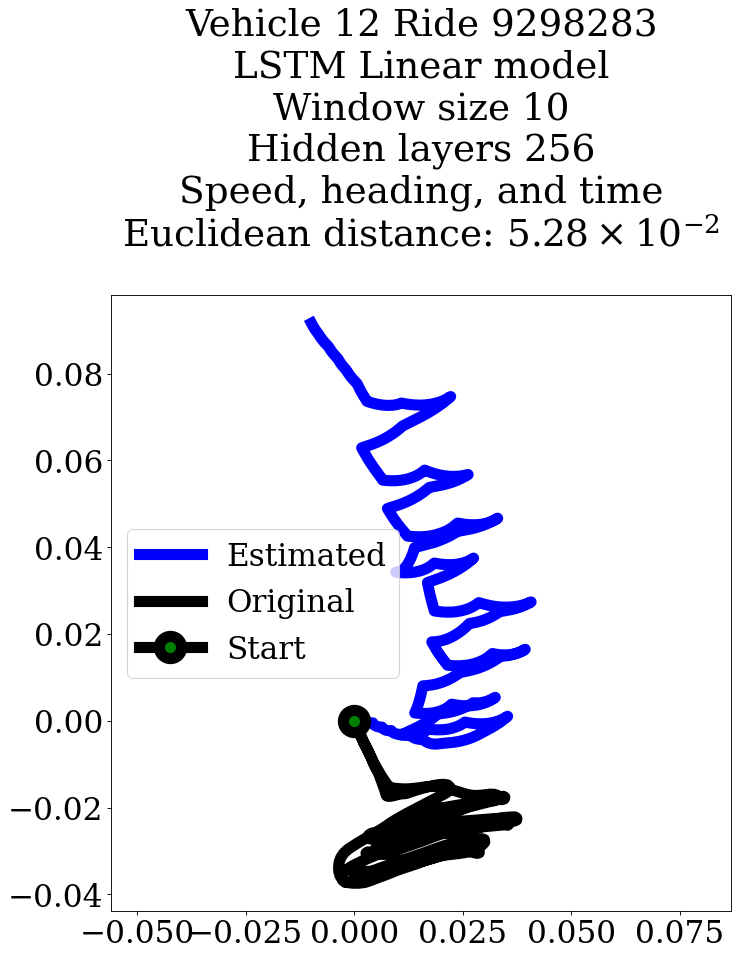 Vehicle 12 Ride 9298283
LSTM Linear model
Window size 10
Hidden layers 256
Speed, heading, and time
Euclidean distance: 5.28 × 10⁻²
0.08
0.06
0.04
0.02
0.00
−0.02
−0.04
Estimated
Original
Start
−0.050 −0.025 0.000 0.025 0.050 0.075